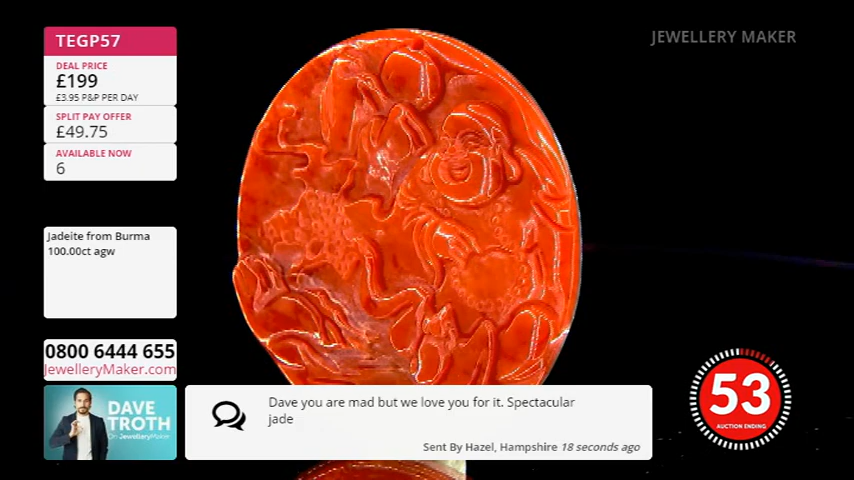 TEGP57
DEAL PRICE
£199
£3.95 P&P PER DAY
SPLIT PAY OFFER
£49.75
AVAILABLE NOW
6
Jadeite from Burma
100.00ct agw
0800 6444 655
JewelleryMaker.com
DAVE
TROTH
On JewelleryMaker
Dave you are mad but we love you for it. Spectacular
jade
Sent By Hazel, Hampshire 18 seconds ago
JEWELLERY MAKER
53
AUCTION ENDING